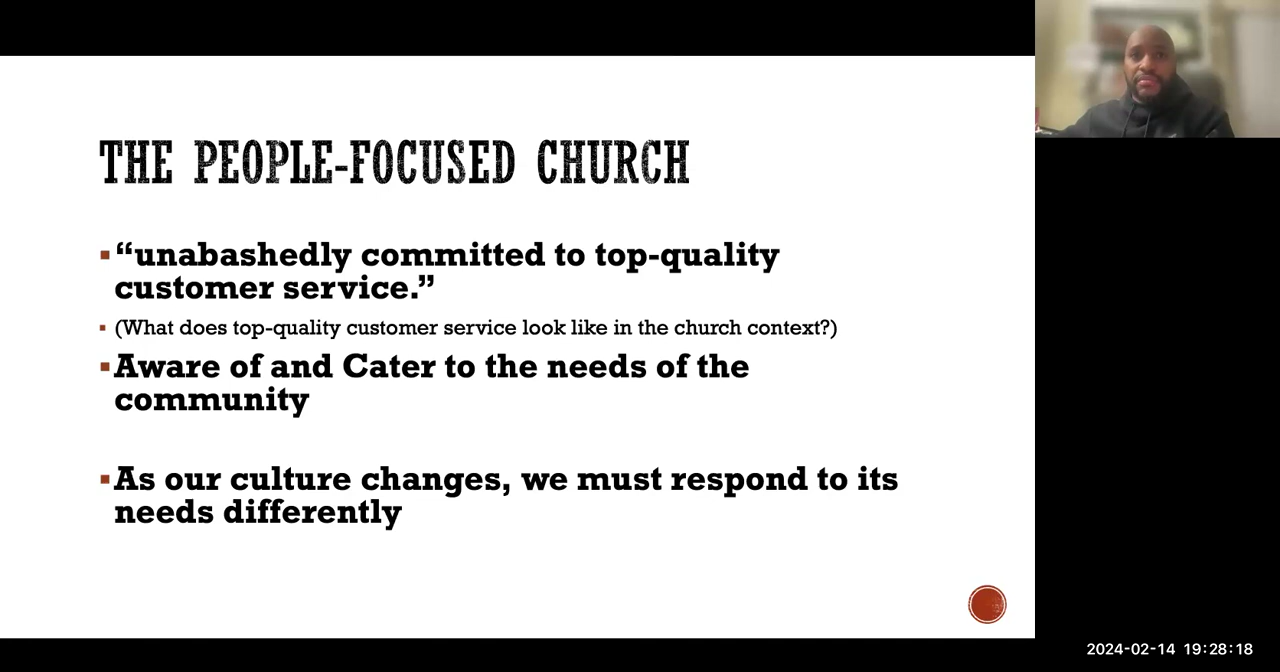 THE PEOPLE-FOCUSED CHURCH
“unabashedly committed to top-quality
customer service.”
(What does top-quality customer service look like in the church context?)
Aware of and Cater to the needs of the
community
As our culture changes, we must respond to its
needs differently
2024-02-14 19:28:18